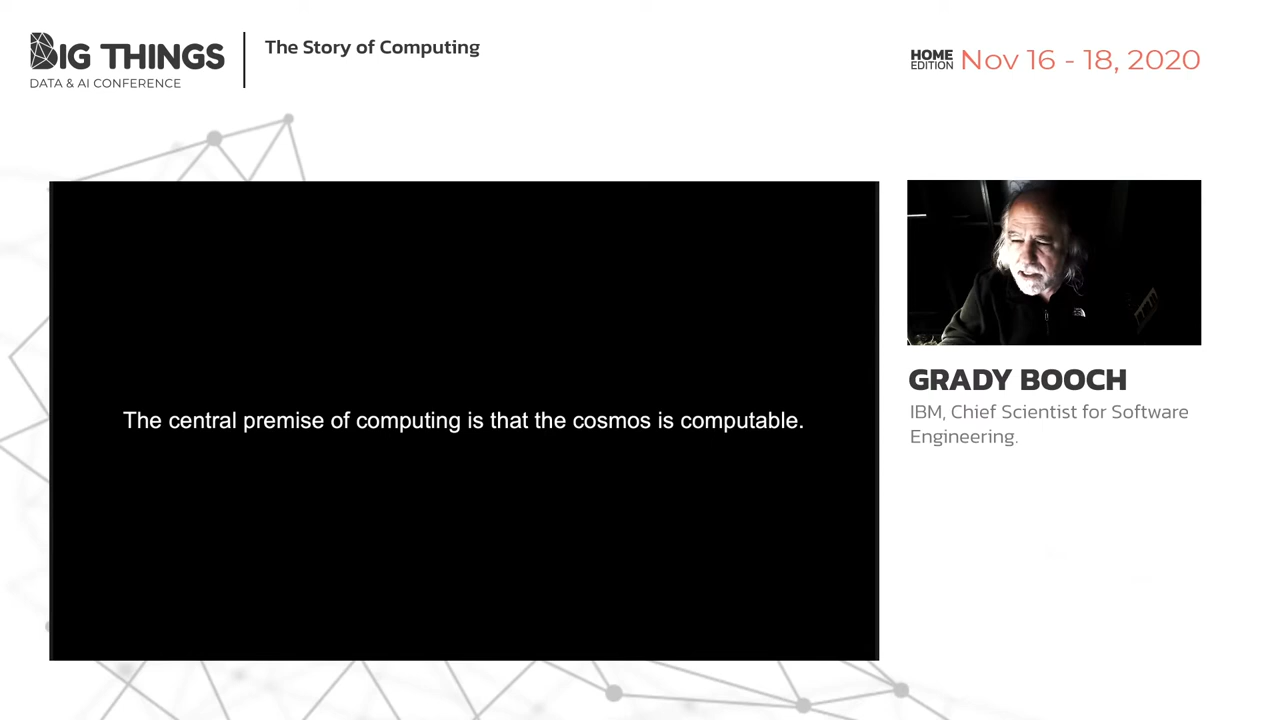 BIG THINGS
DATA & AI CONFERENCE
The Story of Computing
HOME
EDITION
Nov 16 - 18, 2020
The central premise of computing is that the cosmos is computable.
GRADY BOOCH
IBM, Chief Scientist for Software
Engineering.